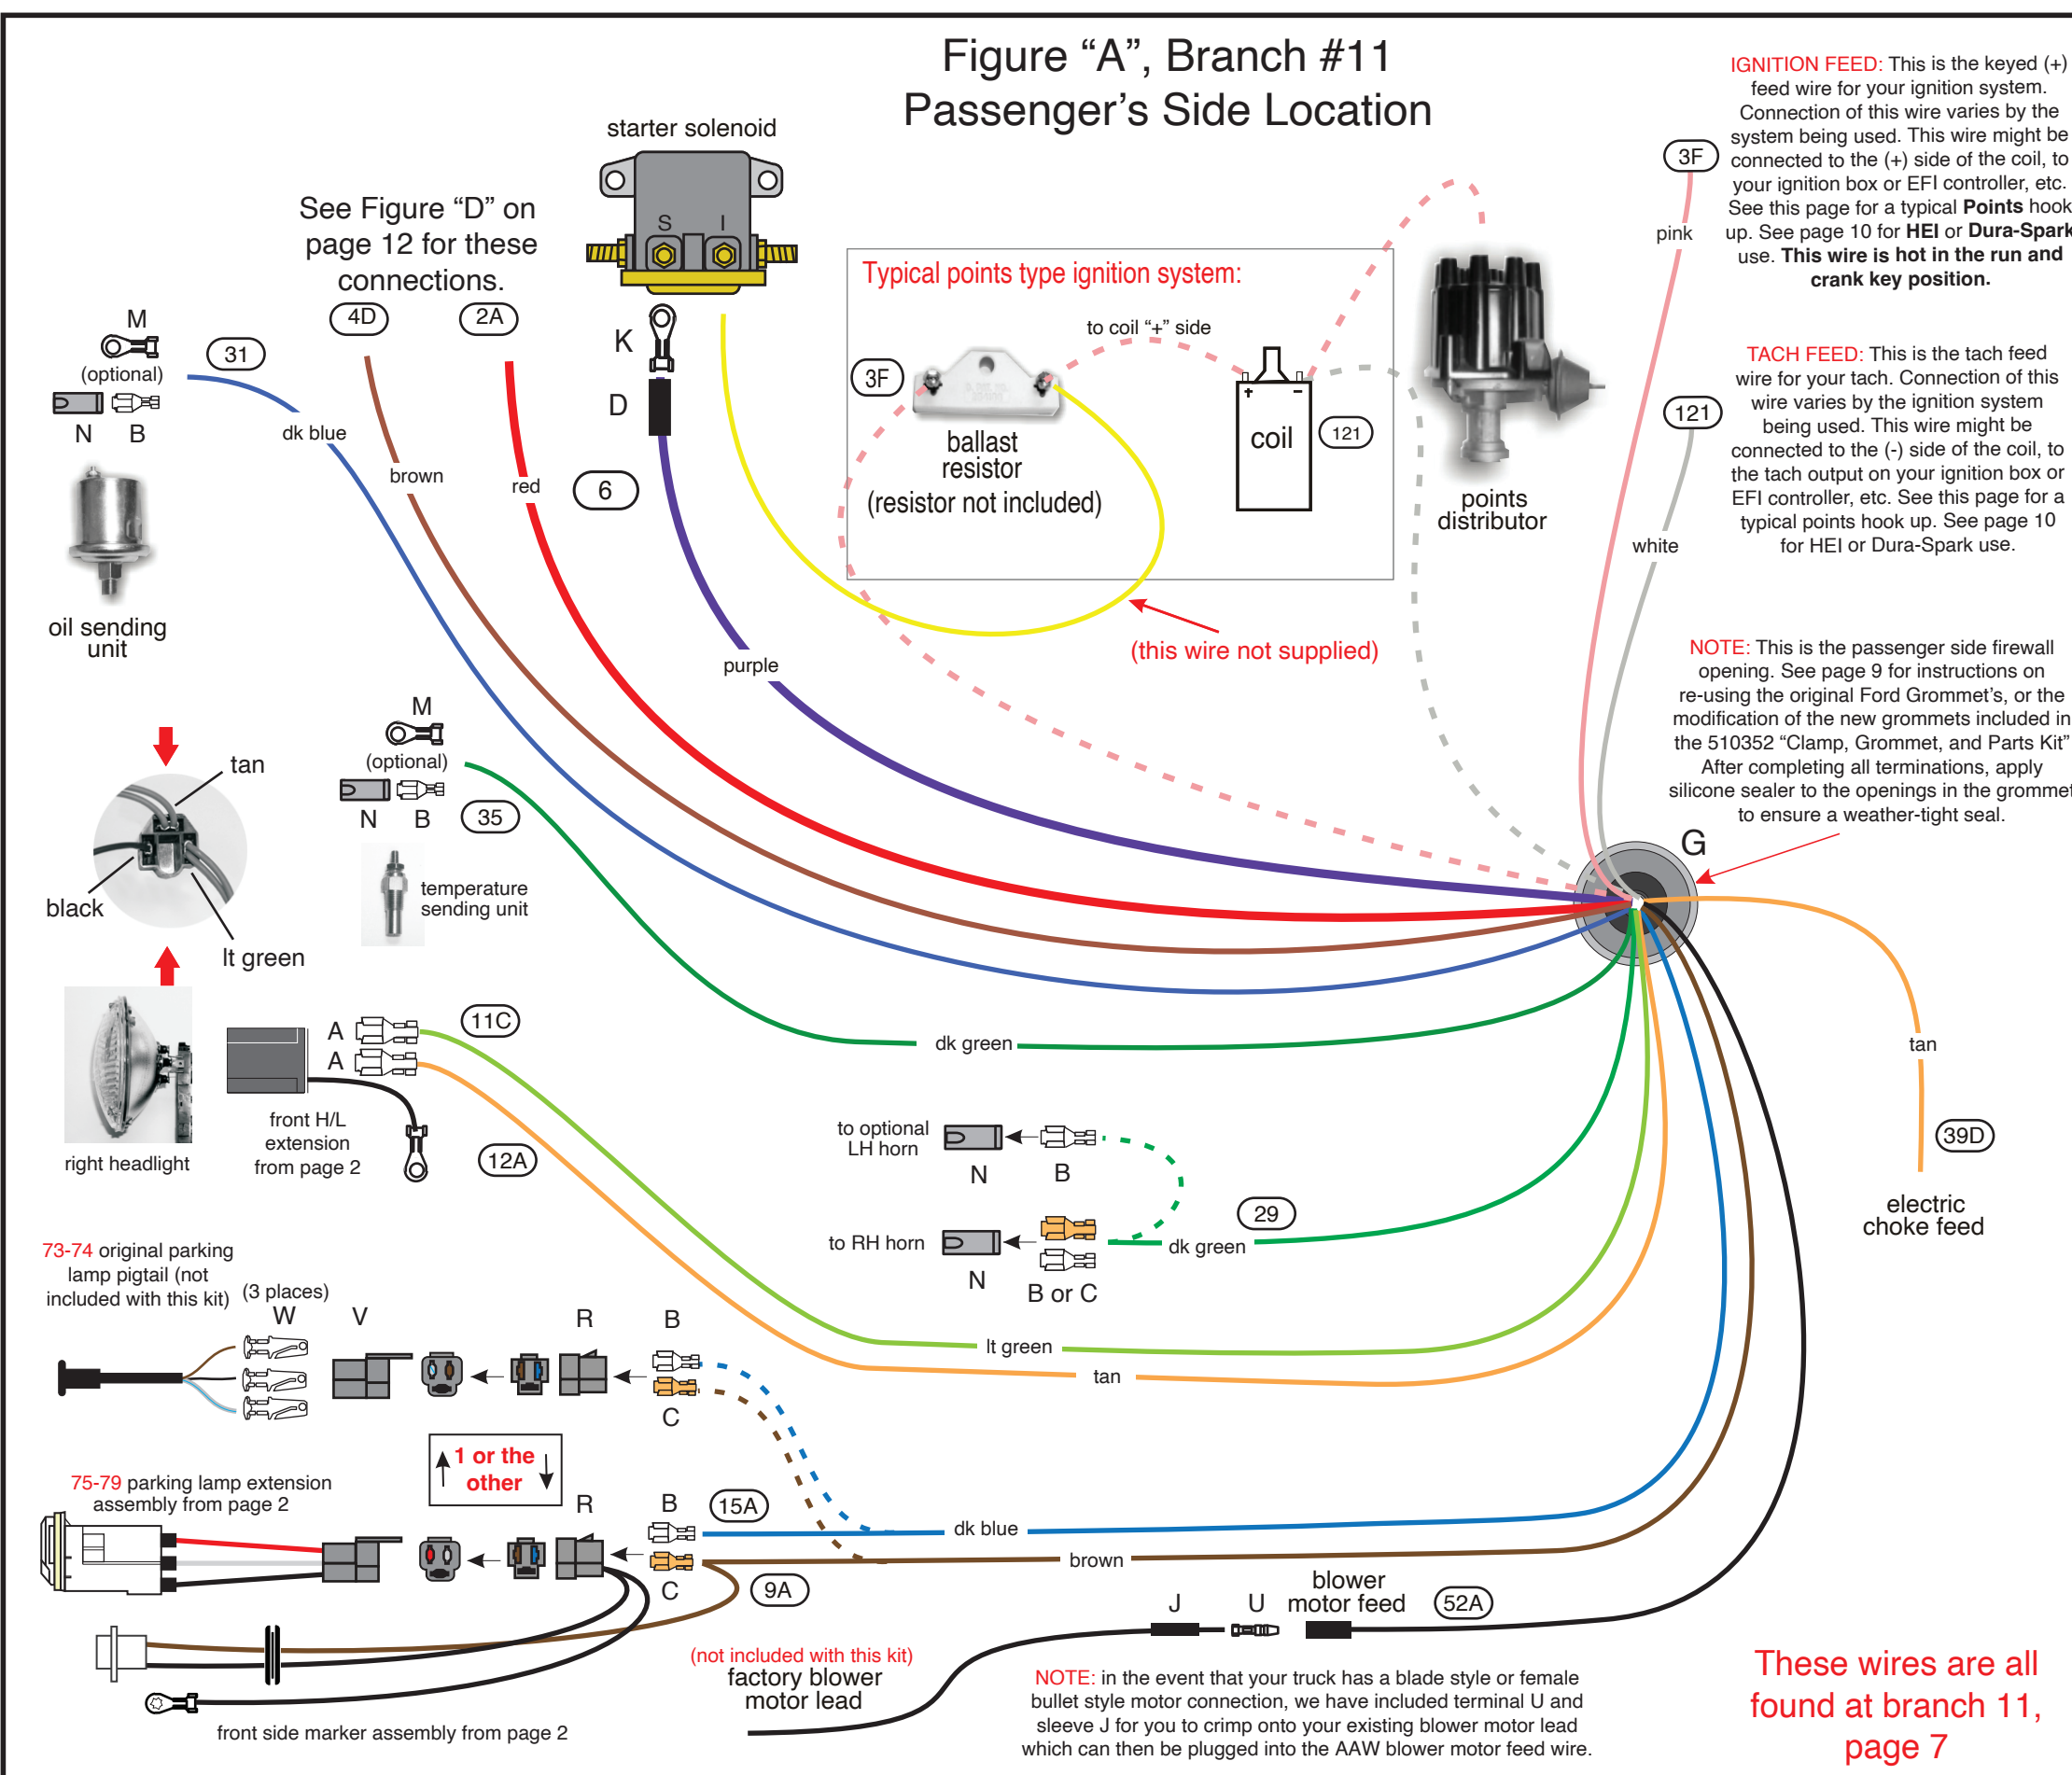 Figure “A”, Branch #11
Passenger’s Side Location
starter solenoid
S
I
See Figure “D” on
page 12 for these
connections.
4D
2A
M
(optional)
N
B
31
dk blue
brown
red
K
D
6
purple
oil sending
unit
Typical points type ignition system:
3F
to coil “+” side
ballast
resistor
(resistor not included)
+
−
coil
121
points
distributor
(this wire not supplied)
IGNITION FEED: This is the keyed (+)
feed wire for your ignition system.
Connection of this wire varies by the
system being used. This wire might be
connected to the (+) side of the coil, to
your ignition box or EFI controller, etc.
See this page for a typical Points hook
up. See page 10 for HEI or Dura-Spark
use. This wire is hot in the run and
crank key position.
3F
pink
TACH FEED: This is the tach feed
wire for your tach. Connection of this
wire varies by the ignition system
being used. This wire might be
connected to the (-) side of the coil, to
the tach output on your ignition box or
EFI controller, etc. See this page for a
typical points hook up. See page 10
for HEI or Dura-Spark use.
121
white
NOTE: This is the passenger side firewall
opening. See page 9 for instructions on
re-using the original Ford Grommet’s, or the
modification of the new grommets included in
the 510352 “Clamp, Grommet, and Parts Kit”
After completing all terminations, apply
silicone sealer to the openings in the grommet
to ensure a weather-tight seal.
G
M
(optional)
N
B
35
temperature
sending unit
tan
black
lt green
right headlight
A
A
11C
12A
front H/L
extension
from page 2
dk green
to optional
LH horn
N
B
to RH horn
N
B or C
29
dk green
lt green
tan
tan
39D
electric
choke feed
73-74 original parking
lamp pigtail (not
included with this kit)
(3 places)
W
V
R
B
C
1 or the
other
75-79 parking lamp extension
assembly from page 2
R
B
C
15A
9A
dk blue
brown
front side marker assembly from page 2
(not included with this kit)
factory blower
motor lead
J
U
blower
motor feed
52A
NOTE: in the event that your truck has a blade style or female
bullet style motor connection, we have included terminal U and
sleeve J for you to crimp onto your existing blower motor lead
which can then be plugged into the AAW blower motor feed wire.
These wires are all
found at branch 11,
page 7